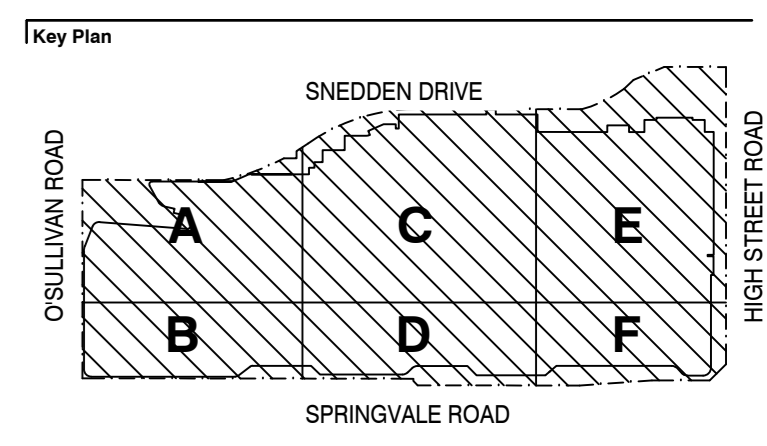 Key Plan
SNEDDEN DRIVE
O'SULLIVAN ROAD
HIGH STREET ROAD
A
C
E
B
D
F
SPRINGVALE ROAD